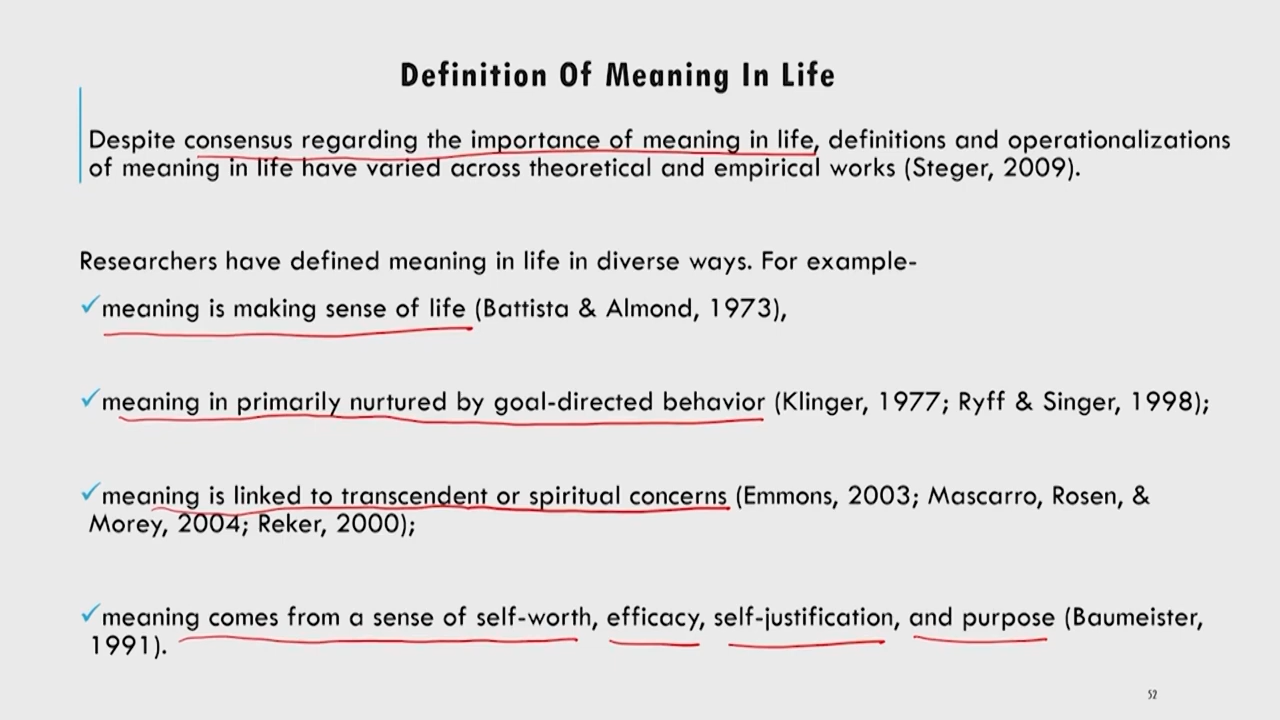 Definition Of Meaning In Life
Despite consensus regarding the importance of meaning in life, definitions and operationalizations
of meaning in life have varied across theoretical and empirical works (Steger, 2009).
Researchers have defined meaning in life in diverse ways. For example-
✓meaning is making sense of life (Battista & Almond, 1973),
✓meaning in primarily nurtured by goal-directed behavior (Klinger, 1977; Ryff & Singer, 1998);
✓meaning is linked to transcendent or spiritual concerns (Emmons, 2003; Mascarro, Rosen, &
Morey, 2004; Reker, 2000);
✓meaning comes from a sense of self-worth, efficacy, self-justification, and purpose (Baumeister,
1991).
52